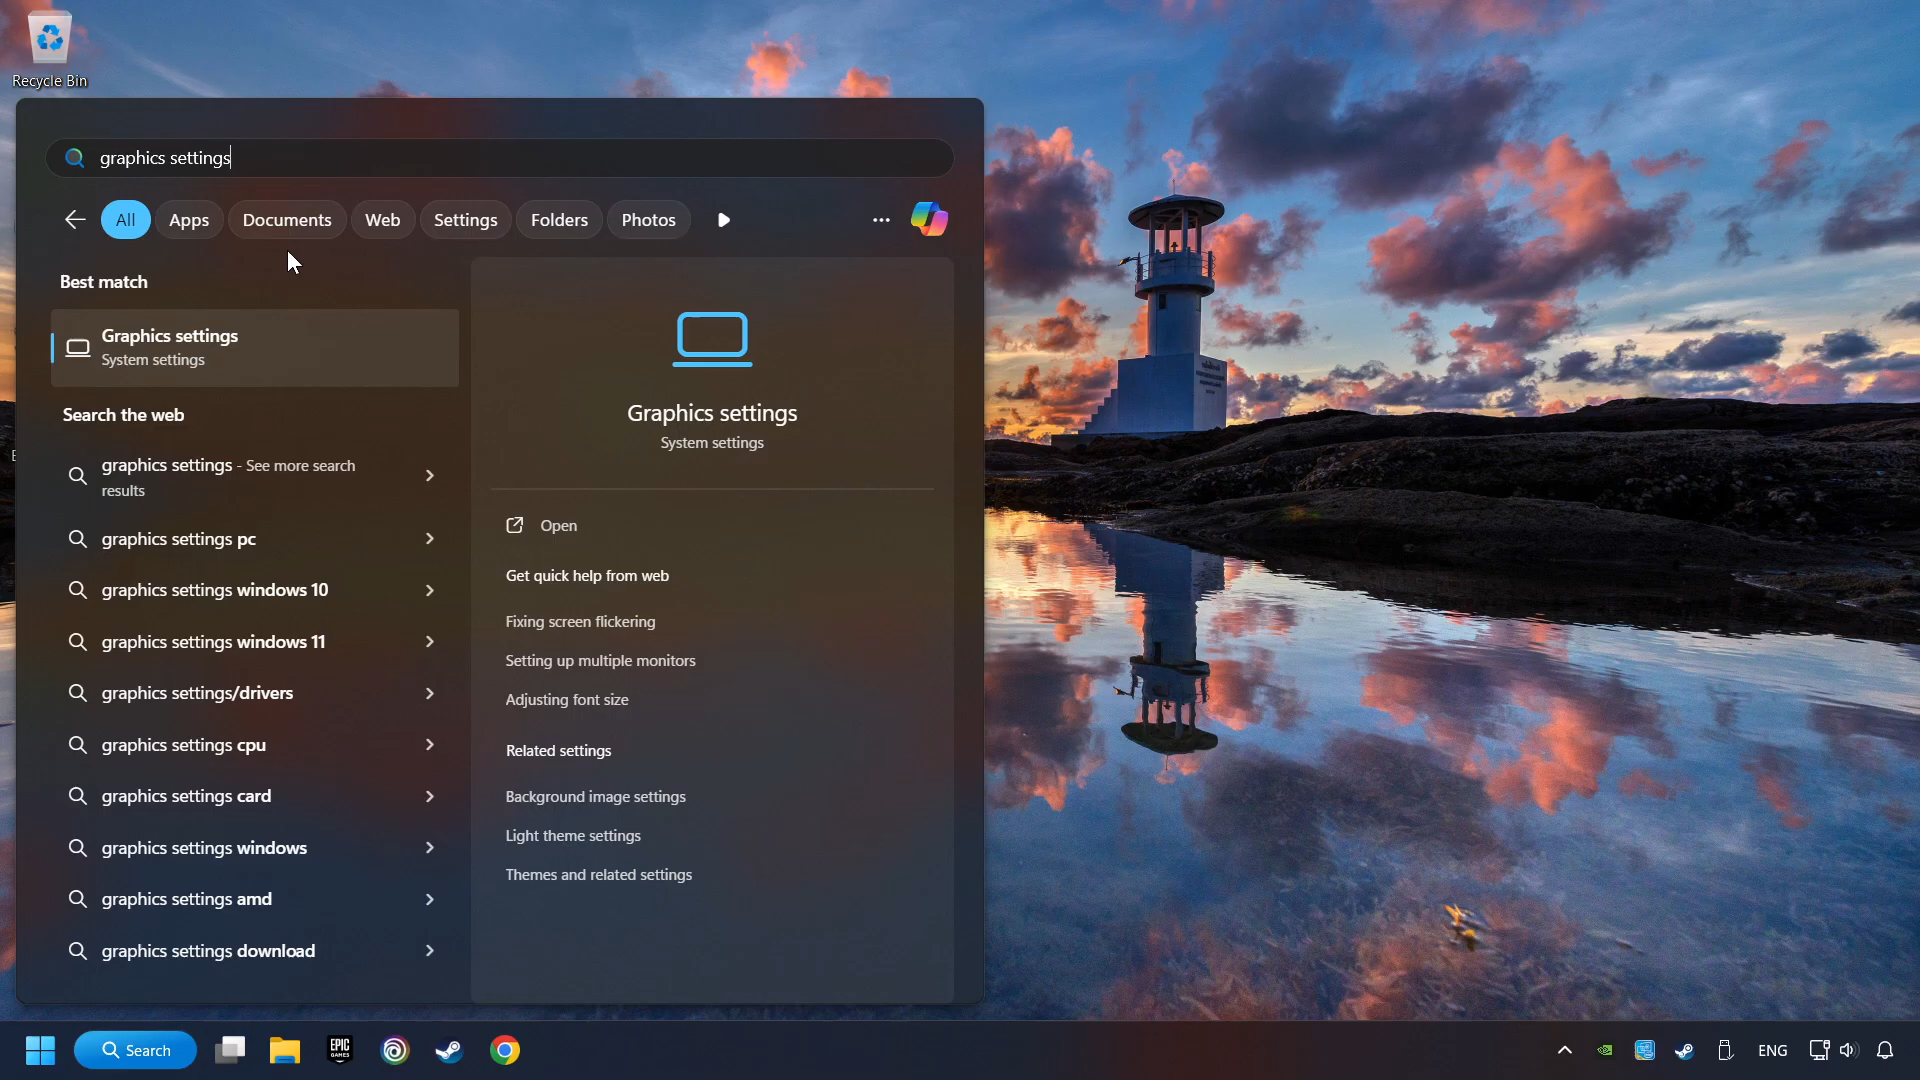 Recycle Bin
graphics settings
All
Apps
Documents
Web
Settings
Folders
Photos
Best match
Graphics settings
System settings
Search the web
graphics settings - See more search
results
graphics settings pc
graphics settings windows 10
graphics settings windows 11
graphics settings/drivers
graphics settings cpu
graphics settings card
graphics settings windows
graphics settings amd
graphics settings download
Graphics settings
System settings
Open
Get quick help from web
Fixing screen flickering
Setting up multiple monitors
Adjusting font size
Related settings
Background image settings
Light theme settings
Themes and related settings
Search
EPIC
GAMES
ENG